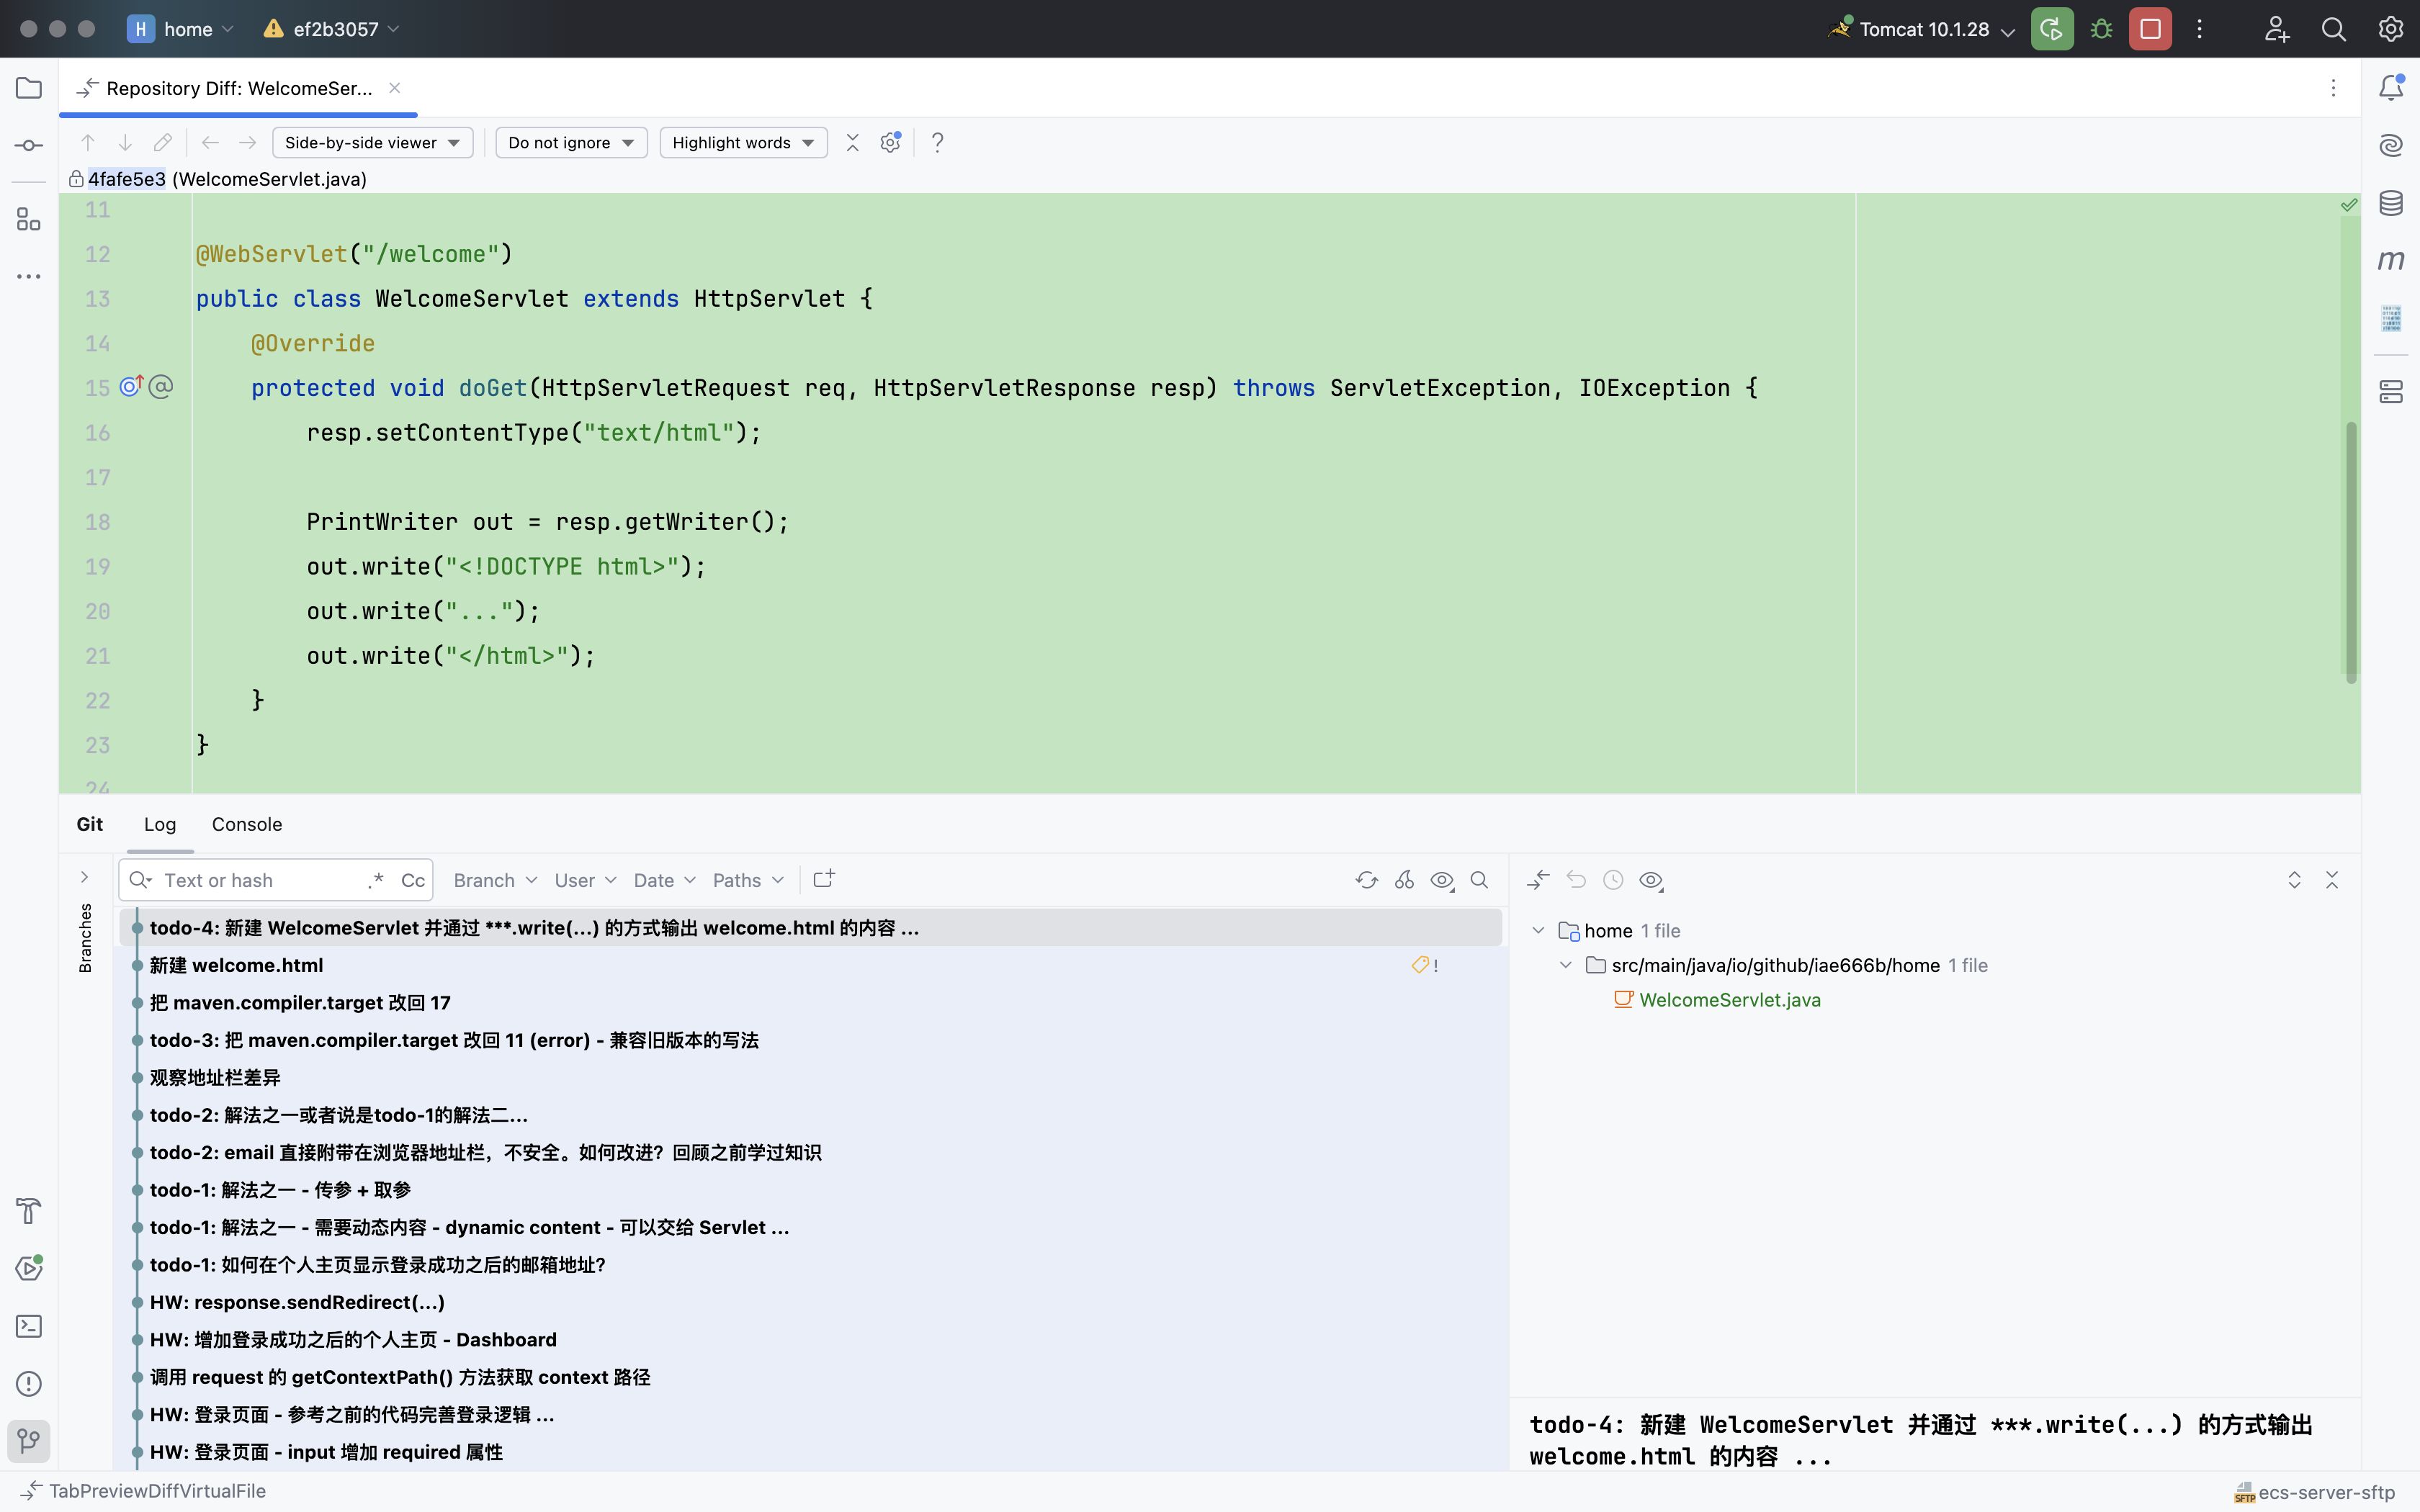 H home ef2b3057 Tomcat 10.1.28
Repository Diff: WelcomeSer...
Side-by-side viewer Do not ignore Highlight words ?
4fafe5e3 (WelcomeServlet.java)
11
12 @WebServlet("/welcome")
13 public class WelcomeServlet extends HttpServlet {
14 @Override
15 protected void doGet(HttpServletRequest req, HttpServletResponse resp) throws ServletException, IOException {
16 resp.setContentType("text/html");
17
18 PrintWriter out = resp.getWriter();
19 out.write("<!DOCTYPE html>");
20 out.write("...");
21 out.write("</html>");
22 }
23 }
24
Git Log Console
Text or hash .* Cc Branch User Date Paths
Branches
todo-4: 新建 WelcomeServlet 并通过 ***.write(...) 的方式输出 welcome.html 的内容 ...
新建 welcome.html !
把 maven.compiler.target 改回 17
todo-3: 把 maven.compiler.target 改回 11 (error) - 兼容旧版本的写法
观察地址栏差异
todo-2: 解法之一或者说是todo-1的解法二...
todo-2: email 直接附带在浏览器地址栏，不安全。如何改进？回顾之前学过知识
todo-1: 解法之一 - 传参 + 取参
todo-1: 解法之一 - 需要动态内容 - dynamic content - 可以交给 Servlet ...
todo-1: 如何在个人主页显示登录成功之后的邮箱地址？
HW: response.sendRedirect(...)
HW: 增加登录成功之后的个人主页 - Dashboard
调用 request 的 getContextPath() 方法获取 context 路径
HW: 登录页面 - 参考之前的代码完善登录逻辑 ...
HW: 登录页面 - input 增加 required 属性
home 1 file
src/main/java/io/github/iae666b/home 1 file
WelcomeServlet.java
todo-4: 新建 WelcomeServlet 并通过 ***.write(...) 的方式输出
welcome.html 的内容 ...
TabPreviewDiffVirtualFile
SFTP ecs-server-sftp